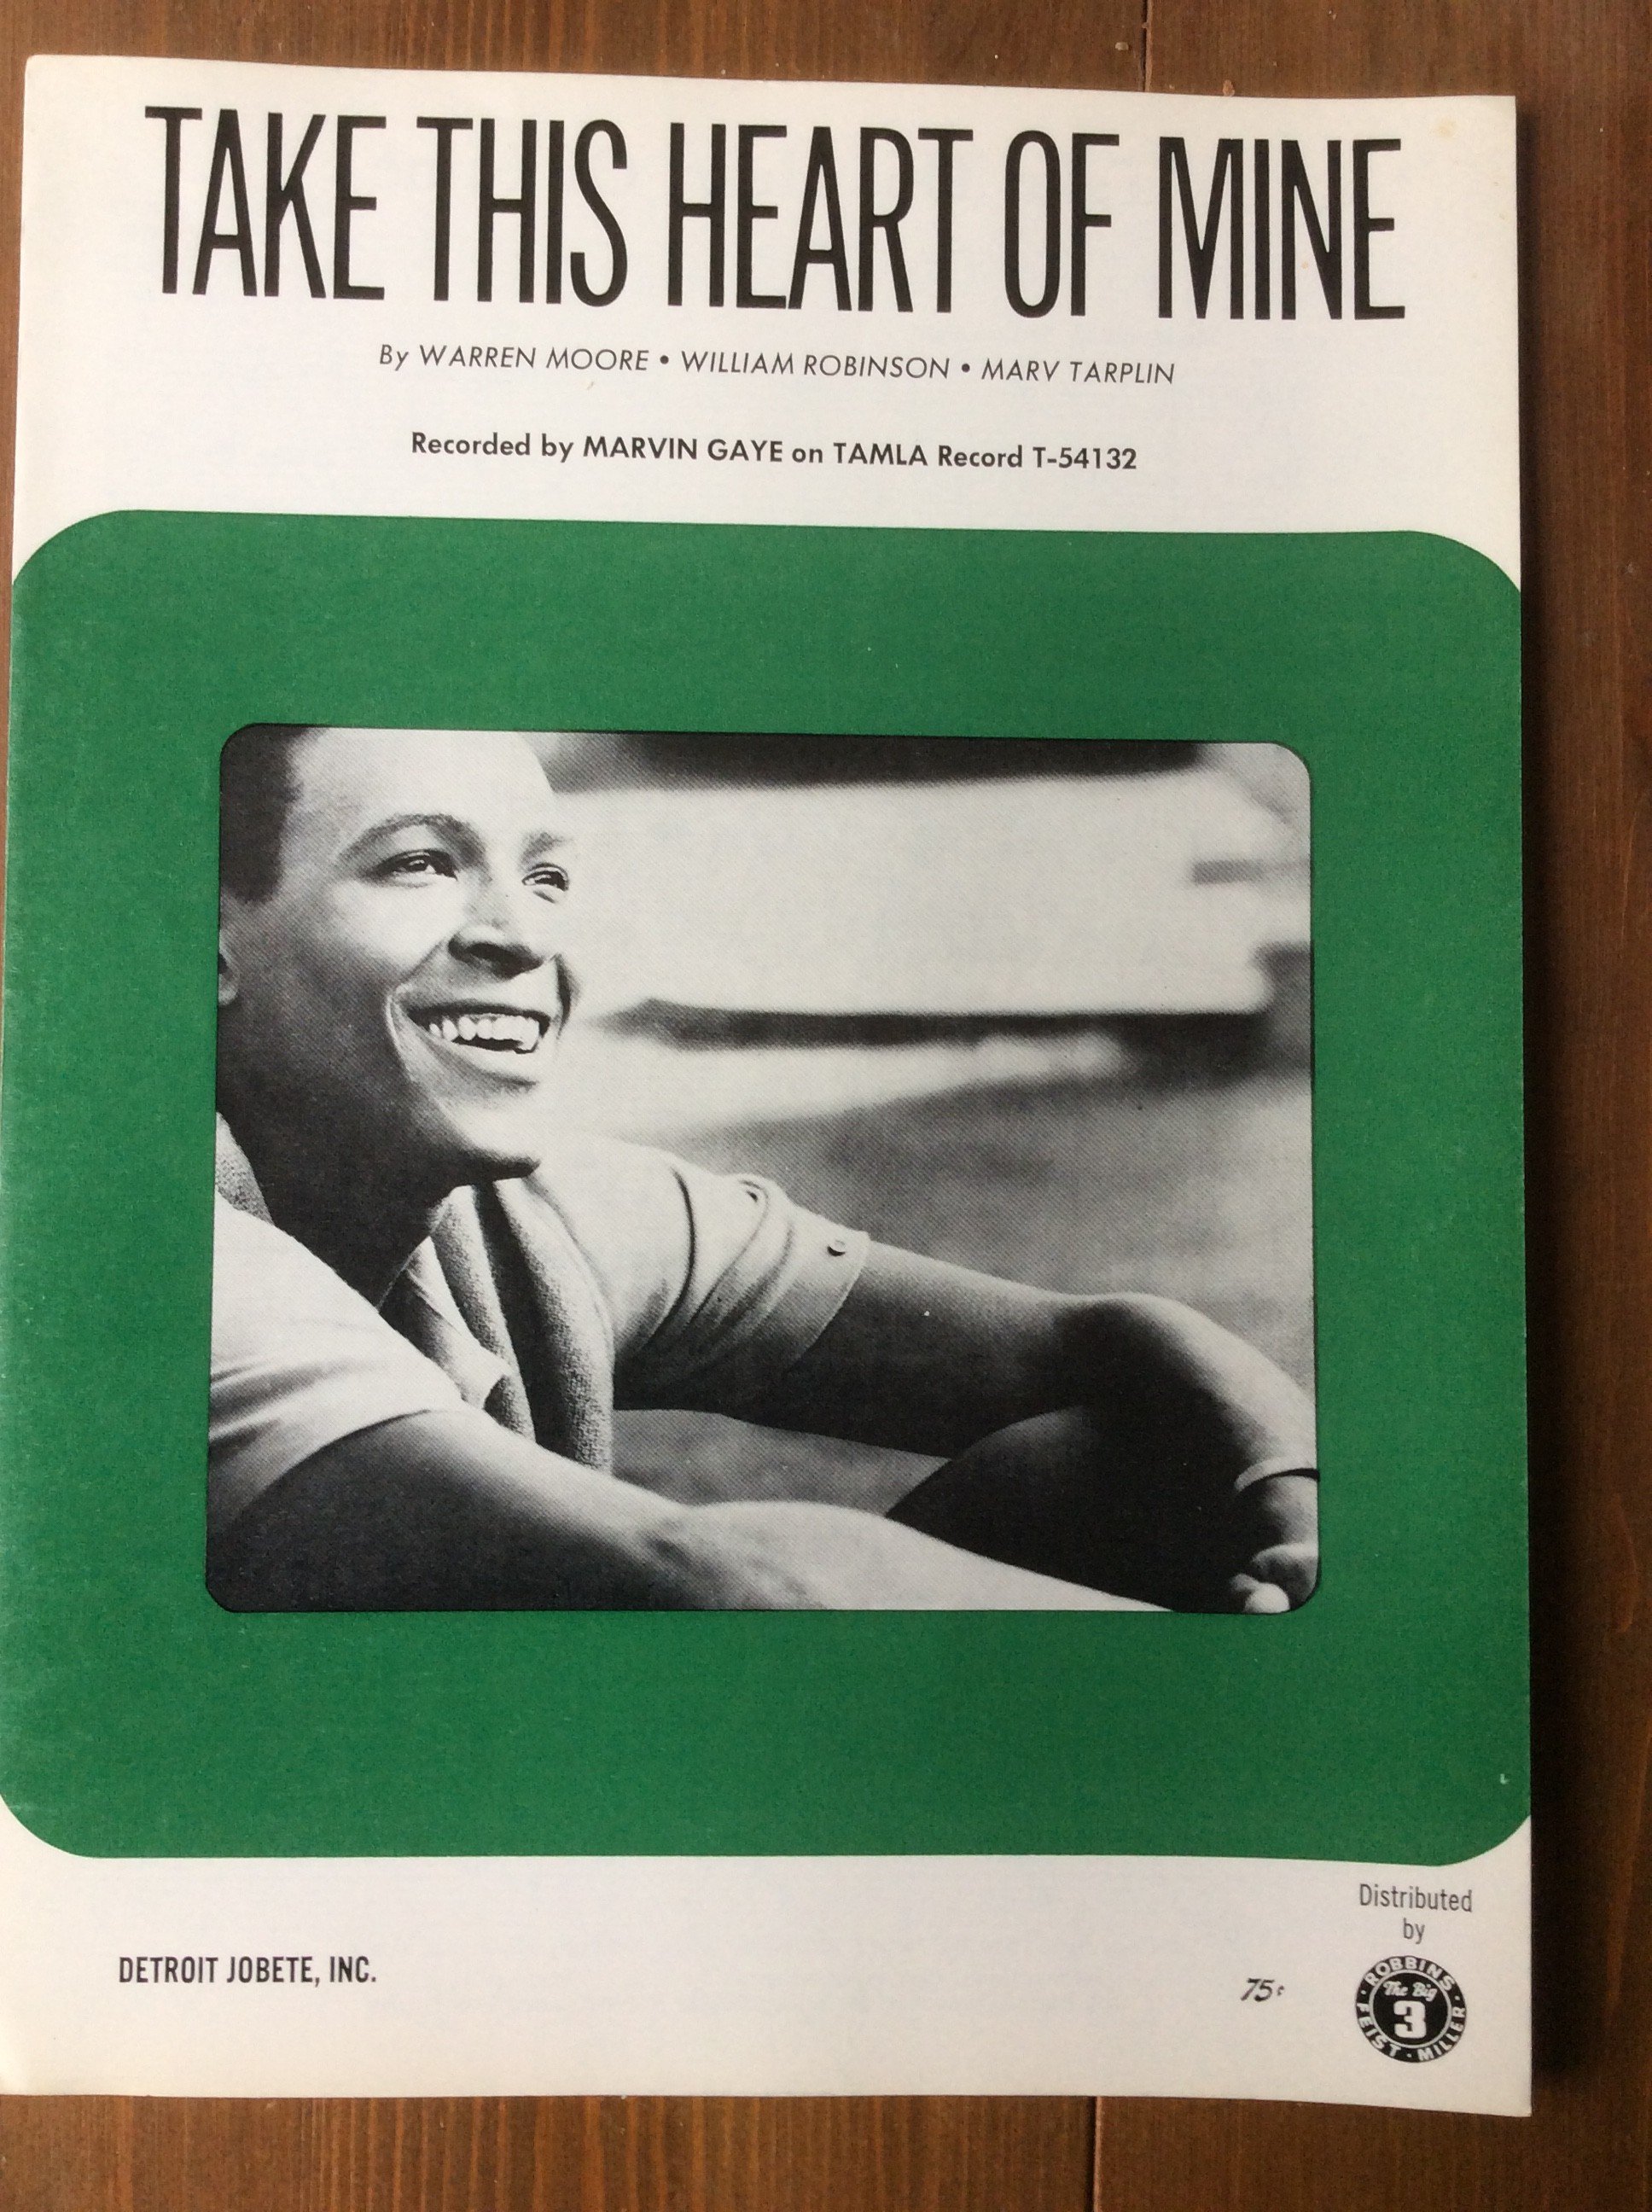 TAKE THIS HEART OF MINE
By WARREN MOORE • WILLIAM ROBINSON • MARV TARPLIN
Recorded by MARVIN GAYE on TAMLA Record T-54132
DETROIT JOBETE, INC.
75¢
Distributed
by
ROBBINS · MILLER · FEIST ·
The Big
3